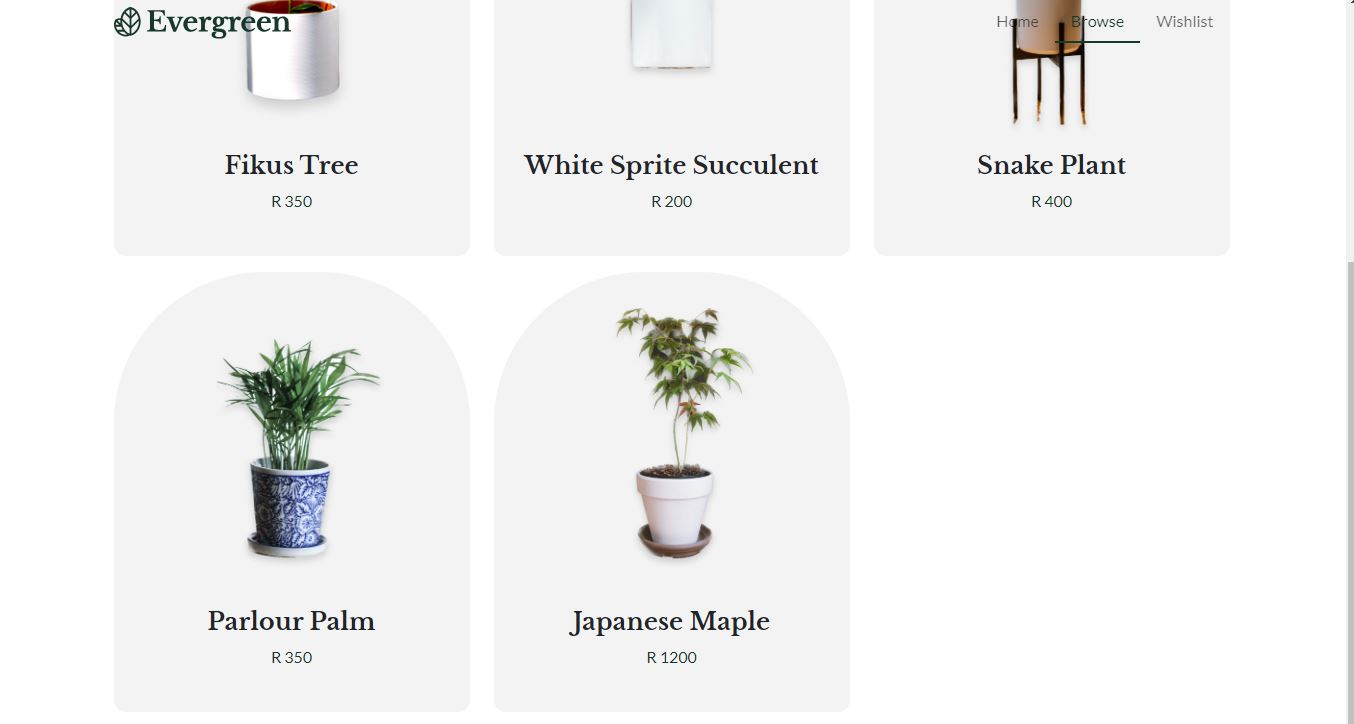 Evergreen
Home Browse Wishlist
Fikus Tree
R 350
White Sprite Succulent
R 200
Snake Plant
R 400
Parlour Palm
R 350
Japanese Maple
R 1200